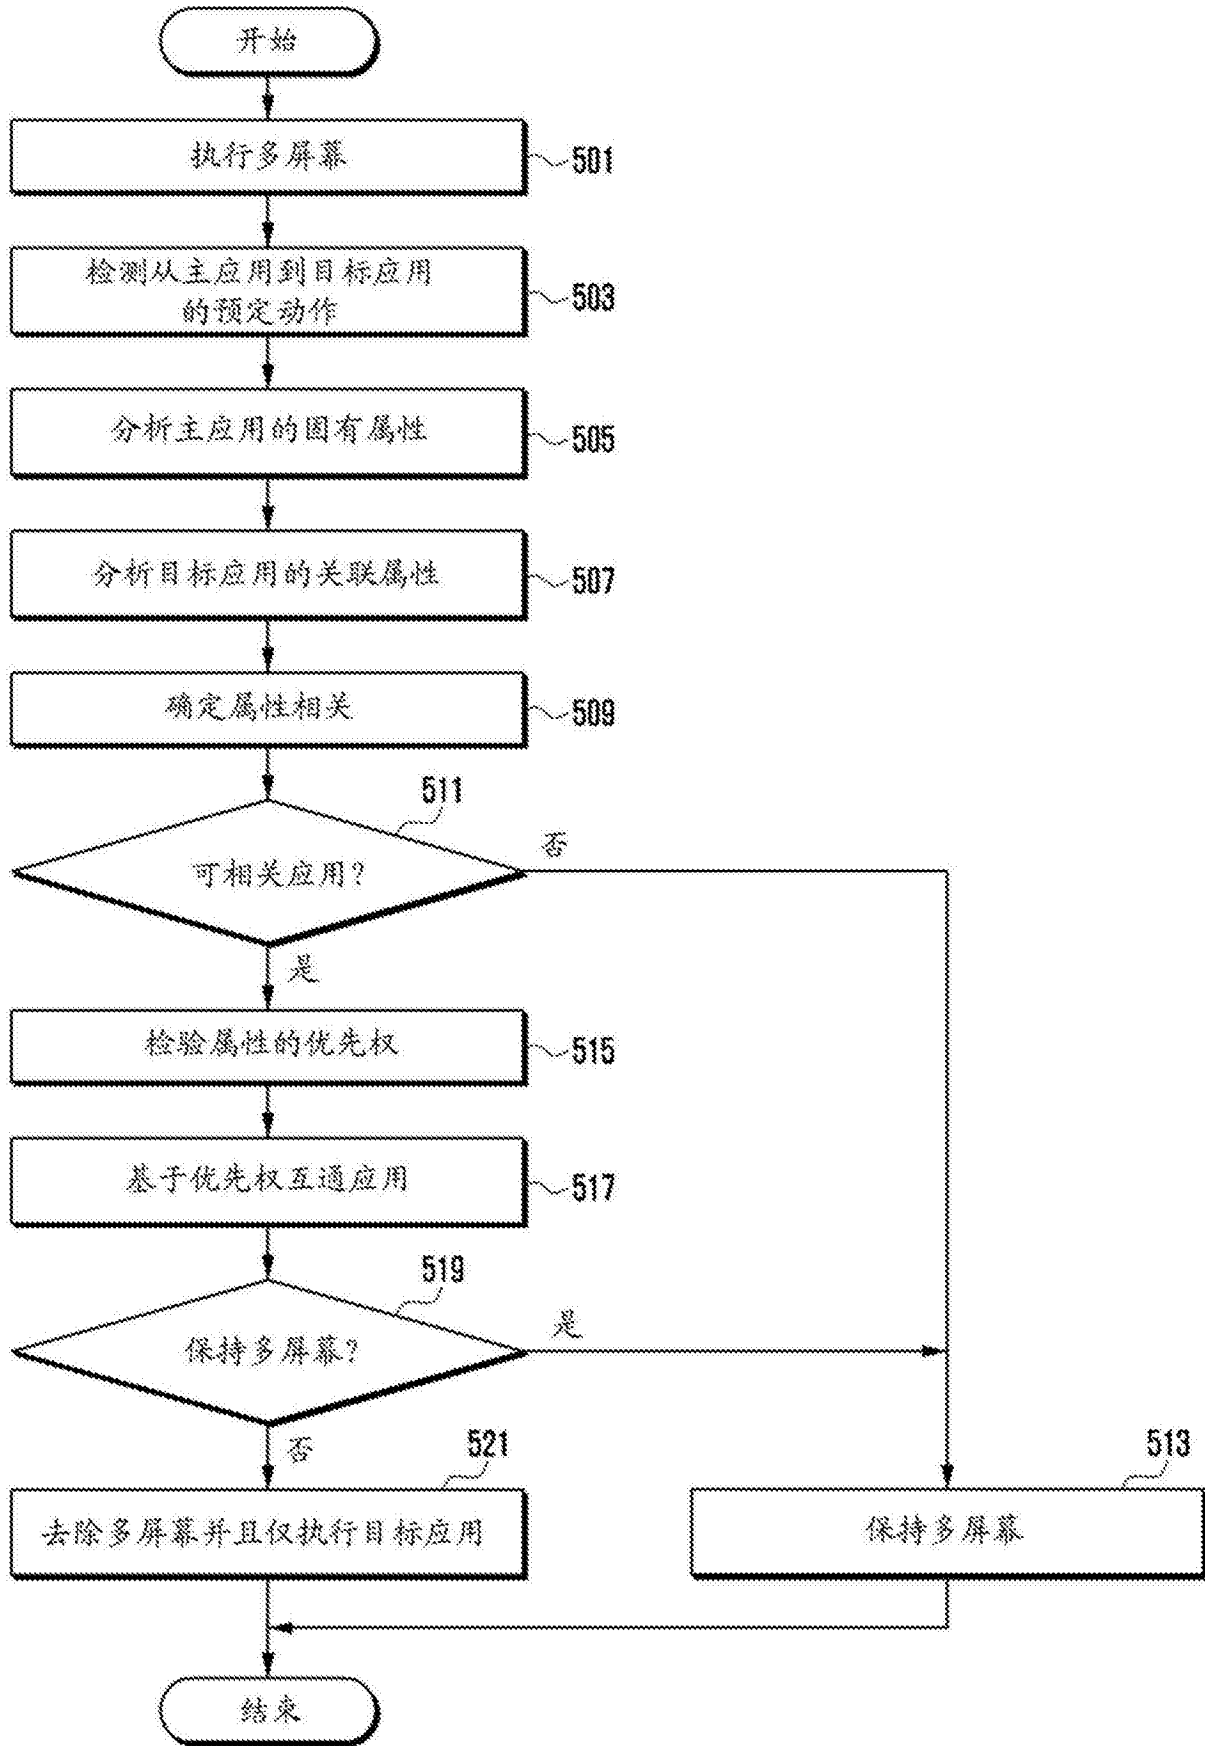 开始
执行多屏幕
501
检测从主应用到目标应用
的预定动作
503
分析主应用的固有属性
505
分析目标应用的关联属性
507
确定属性相关
509
511
可相关应用?
否
是
检验属性的优先权
515
基于优先权互通应用
517
519
保持多屏幕?
是
否
521
去除多屏幕并且仅执行目标应用
513
保持多屏幕
结束